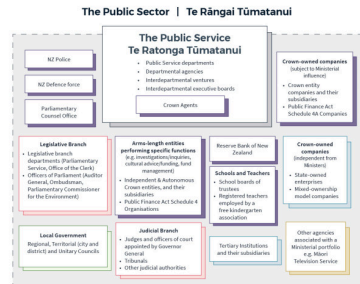 The Public Sector | Te Rāngai Tūmatanui
The Public Service
Te Ratonga Tūmatanui
• Public Service departments
• Departmental agencies
• Interdepartmental ventures
• Interdepartmental executive boards
Crown Agents
NZ Police
NZ Defence force
Parliamentary
Counsel Office
Crown-owned companies
(subject to Ministerial
influence)
• Crown entity
companies and their
subsidiaries
• Public Finance Act
Schedule 4A Companies
Legislative Branch
• Legislative branch
departments (Parliamentary
Service, Office of the Clerk)
• Officers of Parliament (Auditor
General, Ombudsman,
Parliamentary Commissioner
for the Environment)
Arms-length entities
performing specific functions
(e.g. investigations/inquiries,
cultural advice/funding, fund
management)
• Independent & Autonomous
Crown entities, and their
subsidiaries
• Public Finance Act Schedule 4
Organisations
Reserve Bank of New
Zealand
Schools and Teachers
• School boards of
trustees
• Registered teachers
employed by a
free kindergarten
association
Crown-owned
companies
(independent from
Ministers)
• State-owned
enterprises
• Mixed-ownership
model companies
Local Government
Regional, Territorial (city and
district) and Unitary Councils
Judicial Branch
• Judges and officers of court
appointed by Governor
General
• Tribunals
• Other judicial authorities
Tertiary Institutions
and their subsidiaries
Other agencies
associated with a
Ministerial portfolio
e.g. Māori
Television Service